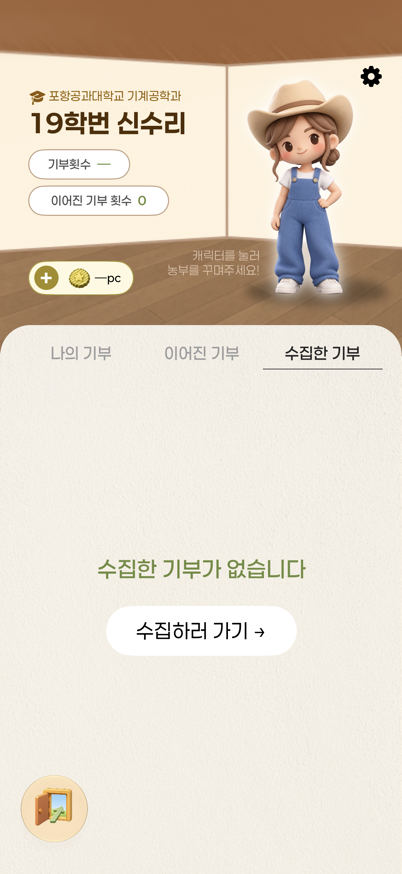 포항공과대학교 기계공학과
19학번 신수리
기부횟수 —
이어진 기부 횟수 0
—pc
캐릭터를 눌러
농부를 꾸며주세요!
나의 기부 이어진 기부 수집한 기부
수집한 기부가 없습니다
수집하러 가기 →